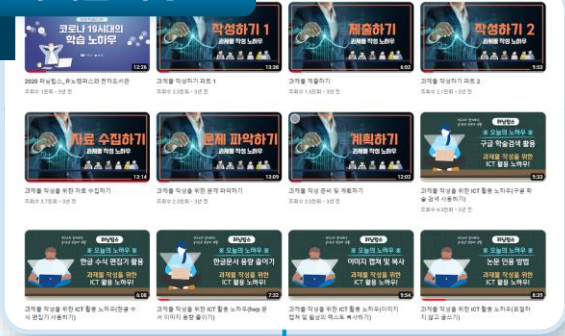 코로나 19시대의
학습 노하우
13:26
작성하기 1
과제물 작성 노하우
13:38
제출하기
과제물 작성 노하우
6:02
작성하기 2
과제물 작성 노하우
9:53
과제물 작성하기 파트 1
과제물 제출하기
과제물 작성하기 파트 2
자료 수집하기
과제물 작성 노하우
13:14
문제 파악하기
과제물 작성 노하우
13:09
계획하기
과제물 작성 노하우
12:02
러닝팁스
※ 오늘의 노하우 ※
구글 학술검색 활용
과제물 작성을 위한
ICT 활용 노하우!
9:33
과제물 작성을 위한 자료 수집하기
과제물 작성을 위한 문제 파악하기
과제물 작성 준비 및 계획하기
과제물 작성을 위한 ICT 활용 노하우(구글 학
술 검색 사용하기)
러닝팁스
※ 오늘의 노하우 ※
한글 수식 편집기 활용
과제물 작성을 위한
ICT 활용 노하우!
6:08
러닝팁스
※ 오늘의 노하우 ※
한글문서 용량 줄이기
과제물 작성을 위한
ICT 활용 노하우!
7:32
러닝팁스
※ 오늘의 노하우 ※
이미지 캡쳐 및 복사
과제물 작성을 위한
ICT 활용 노하우!
9:54
러닝팁스
※ 오늘의 노하우 ※
논문 인용 방법
과제물 작성을 위한
ICT 활용 노하우!
8:39
과제물 작성을 위한 ICT 활용 노하우(한글 수
식 편집기 사용하기)
과제물 작성을 위한 ICT 활용 노하우(hwp 문
서 이미지 용량 줄이기)
과제물 작성을 위한 ICT 활용 노하우(이미지
캡쳐 및 영상의 텍스트 복사하기)
과제물 작성을 위한 ICT 활용 노하우(표절하
지 않고 글쓰기)